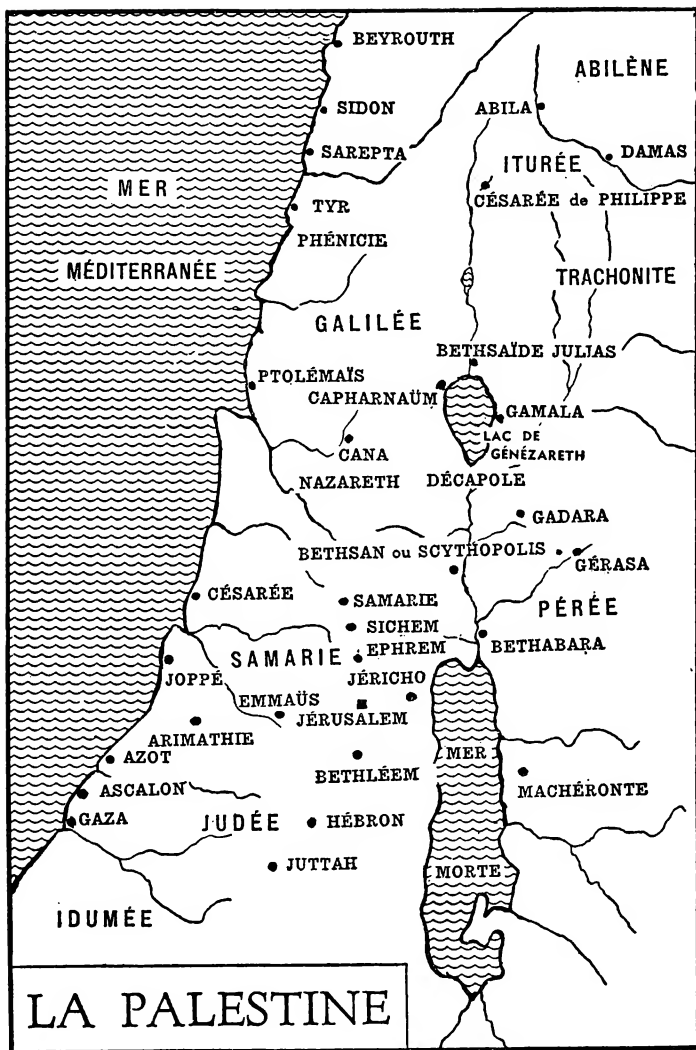 BEYROUTH
ABILÈNE
SIDON
ABILA
SAREPTA
DAMAS
ITURÉE
MER
CÉSARÉE de PHILIPPE
TYR
PHÉNICIE
MÉDITERRANÉE
TRACHONITE
GALILÉE
BETHSAÏDE JULIAS
PTOLÉMAÏS
CAPHARNAÜM
GAMALA
LAC DE
GÉNÉZARETH
CANA
NAZARETH
DÉCAPOLE
GADARA
BETHSAN ou SCYTHOPOLIS
GÉRASA
CÉSARÉE
SAMARIE
PÉRÉE
SICHEM
BETHABARA
SAMARIE
EPHREM
JOPPÉ
JÉRICHO
EMMAÜS
JÉRUSALEM
ARIMATHIE
AZOT
MER
BETHLÉEM
MACHÉRONTE
ASCALON
GAZA
JUDÉE
HÉBRON
JUTTAH
MORTE
IDUMÉE
LA PALESTINE